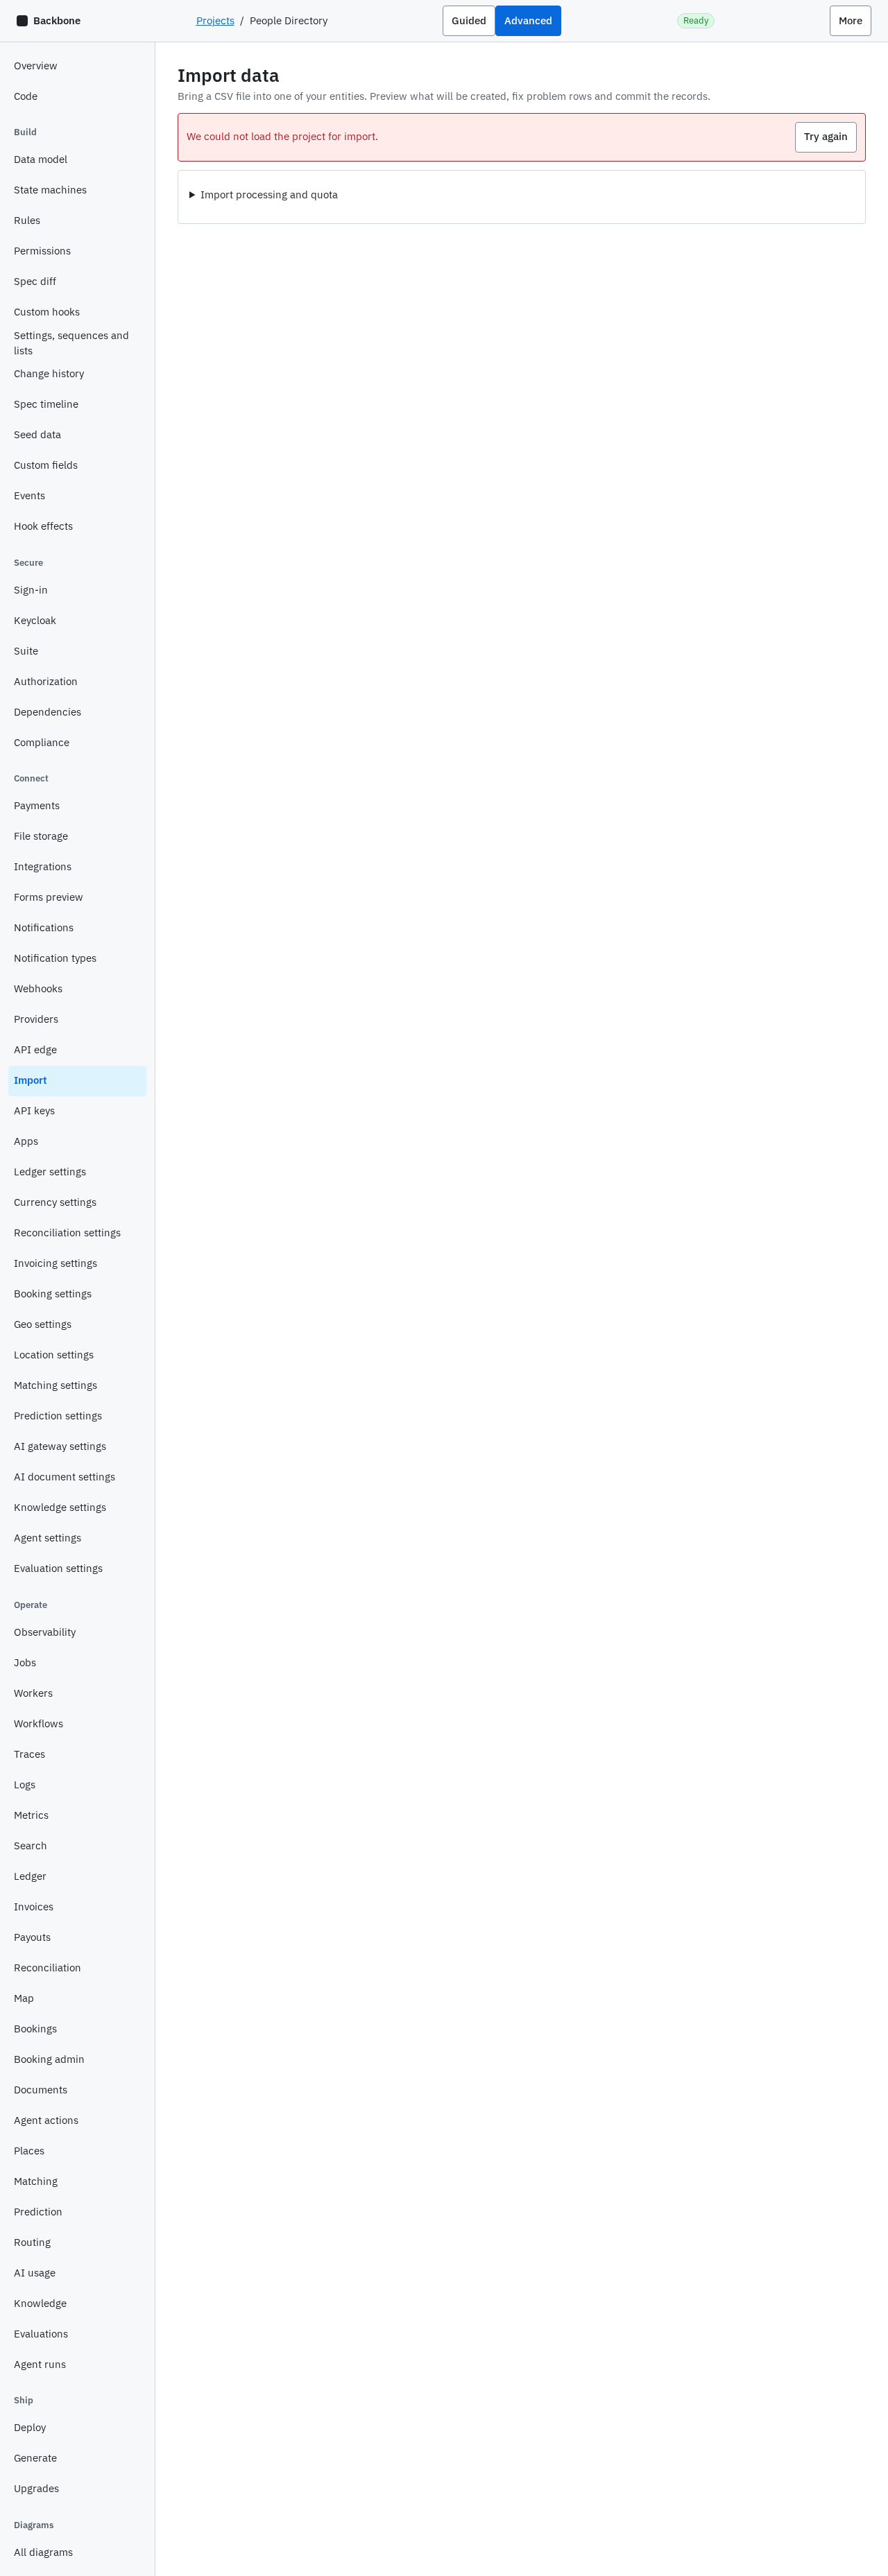 Backbone
Projects / People Directory
Guided
Advanced
Ready
More
Overview
Code
Build
Data model
State machines
Rules
Permissions
Spec diff
Custom hooks
Settings, sequences and
lists
Change history
Spec timeline
Seed data
Custom fields
Events
Hook effects
Secure
Sign-in
Keycloak
Suite
Authorization
Dependencies
Compliance
Connect
Payments
File storage
Integrations
Forms preview
Notifications
Notification types
Webhooks
Providers
API edge
Import
API keys
Apps
Ledger settings
Currency settings
Reconciliation settings
Invoicing settings
Booking settings
Geo settings
Location settings
Matching settings
Prediction settings
AI gateway settings
AI document settings
Knowledge settings
Agent settings
Evaluation settings
Operate
Observability
Jobs
Workers
Workflows
Traces
Logs
Metrics
Search
Ledger
Invoices
Payouts
Reconciliation
Map
Bookings
Booking admin
Documents
Agent actions
Places
Matching
Prediction
Routing
AI usage
Knowledge
Evaluations
Agent runs
Ship
Deploy
Generate
Upgrades
Diagrams
All diagrams
Import data
Bring a CSV file into one of your entities. Preview what will be created, fix problem rows and commit the records.
We could not load the project for import.
Try again
Import processing and quota